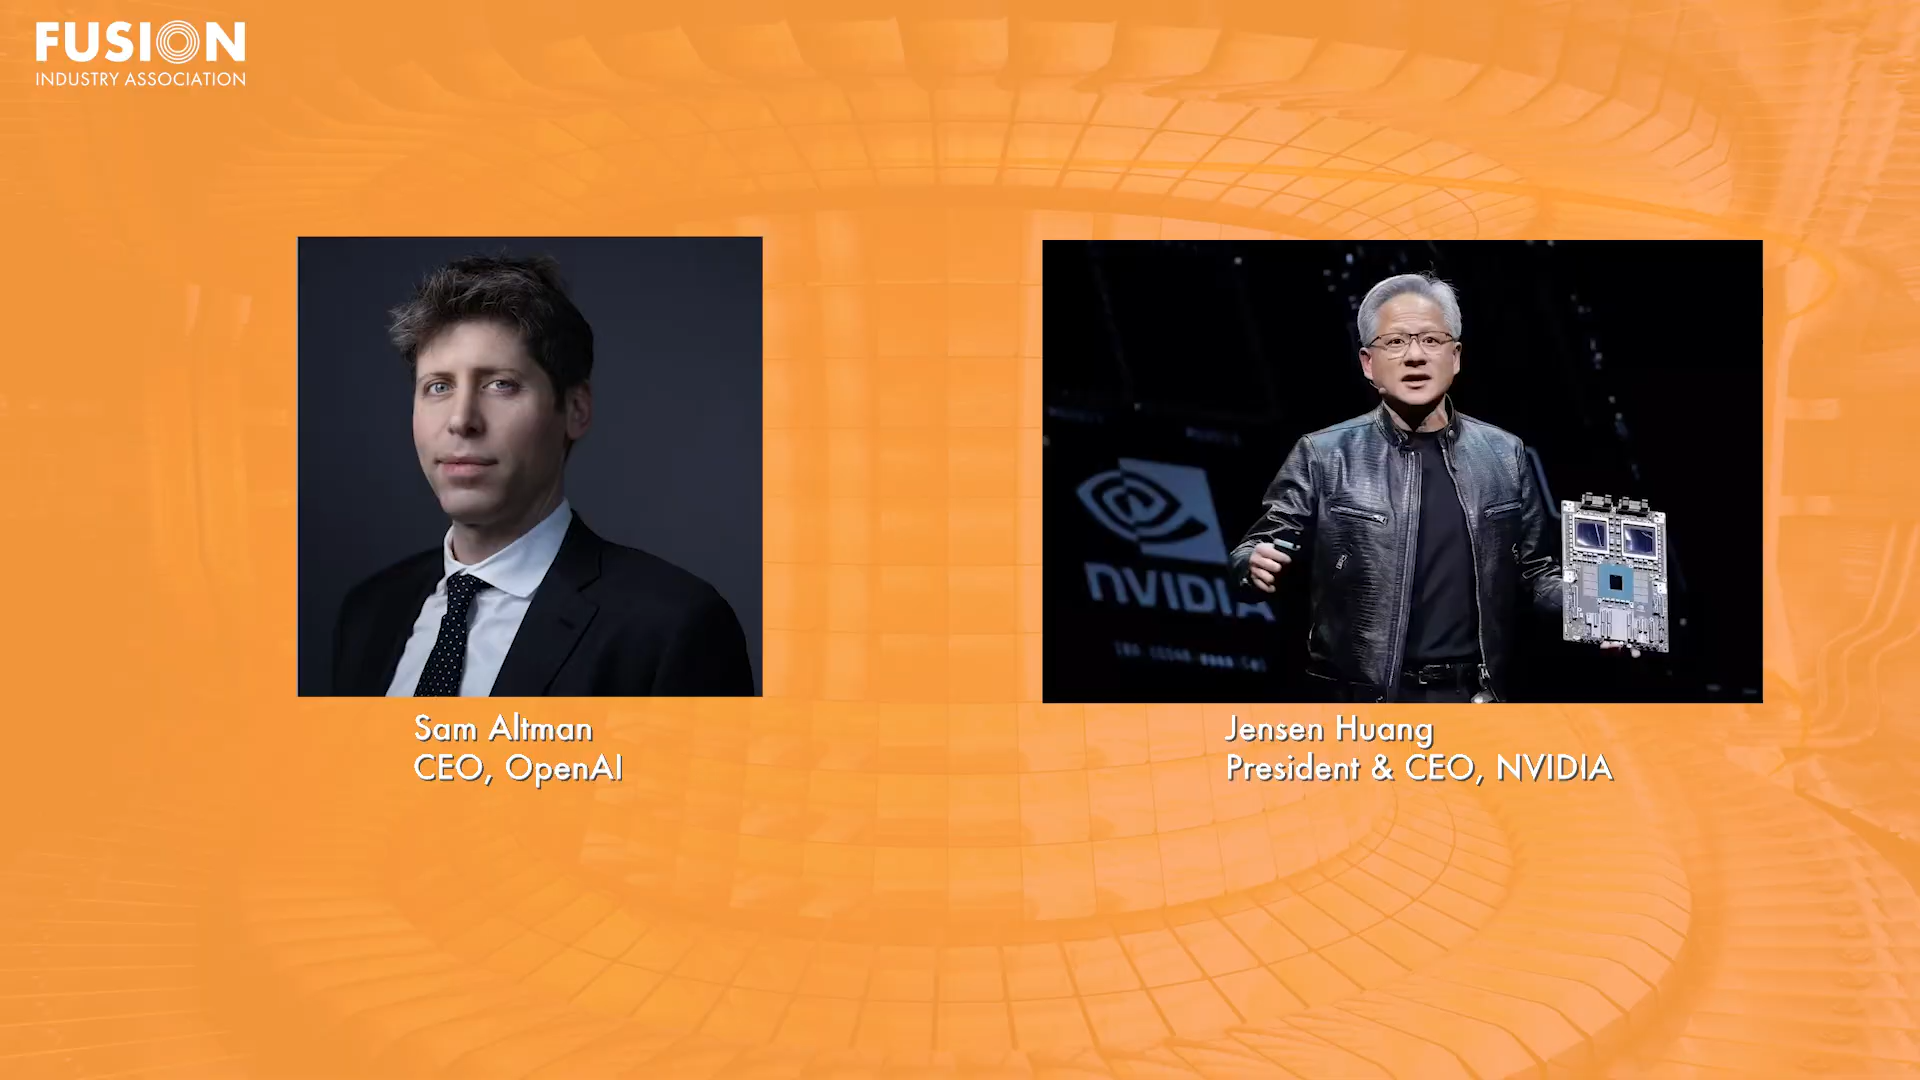 FUSION
INDUSTRY ASSOCIATION
NVIDIA
Sam Altman
CEO, OpenAI
Jensen Huang
President & CEO, NVIDIA